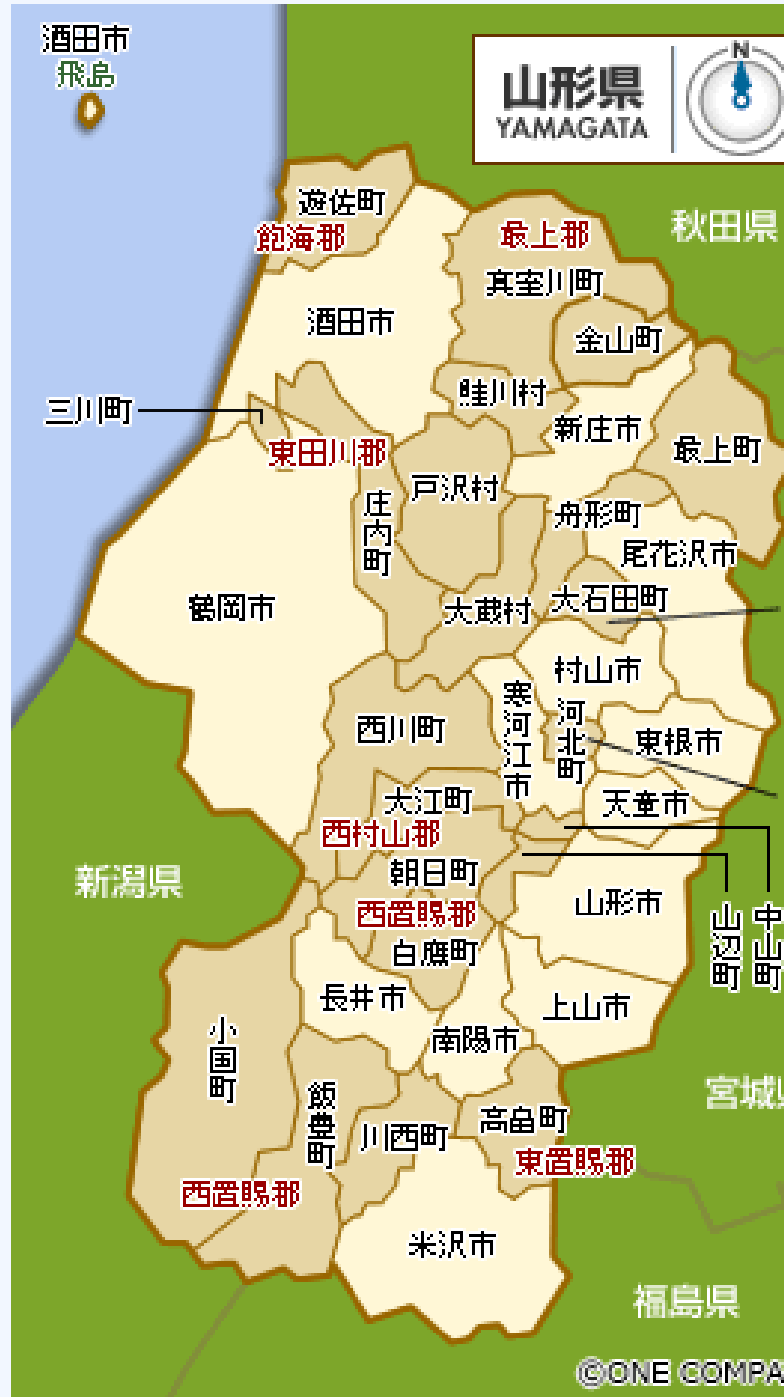 酒田市
飛島
山形県
YAMAGATA
N
遊佐町
飽海郡
最上郡
秋田県
真室川町
酒田市
金山町
鮭川村
三川町
新庄市
東田川郡
最上町
戸沢村
庄内町
舟形町
尾花沢市
鶴岡市
大蔵村
大石田町
村山市
寒河江市
河北町
西川町
東根市
大江町
天童市
西村山郡
朝日町
新潟県
山形市
西置賜郡
山辺町
中山町
白鷹町
長井市
上山市
小国町
南陽市
飯豊町
宮城
高畠町
川西町
東置賜郡
西置賜郡
米沢市
福島県
©ONE COMPA